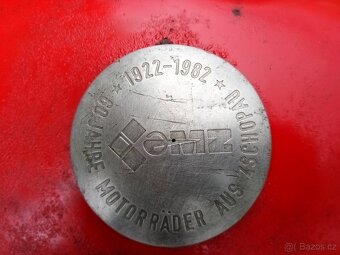 ★ 1922-1982 ★
60 JAHRE MOTORRÄDER AUS ZSCHOPAU
MZ
Bazos.cz